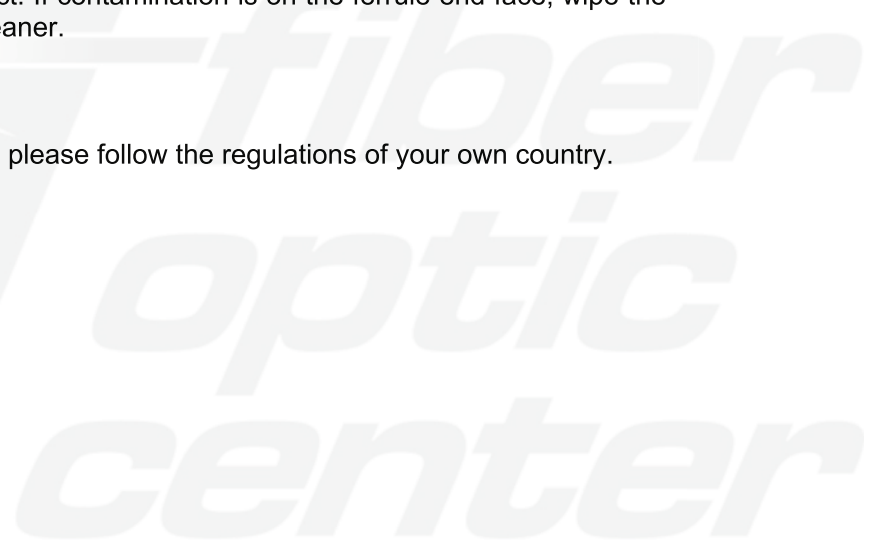 If contamination is on the ferrule end face, wipe the
eaner.
please follow the regulations of your own country.
fiber
optic
center